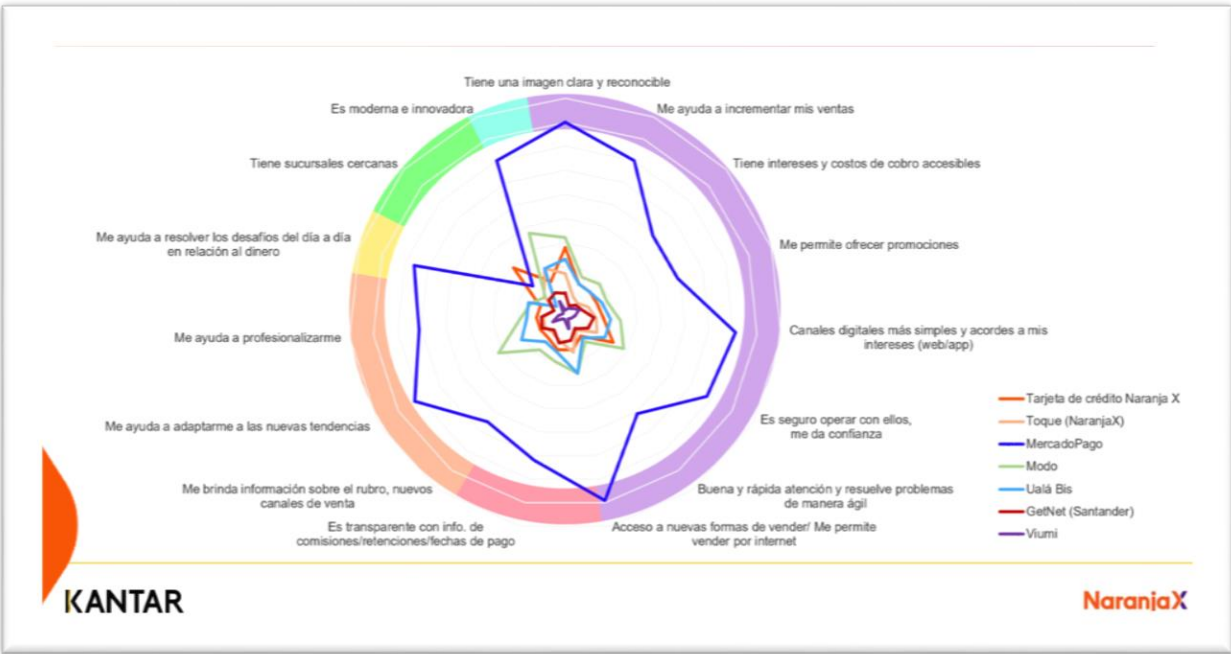 Tiene una imagen clara y reconocible
Es moderna e innovadora
Me ayuda a incrementar mis ventas
Tiene sucursales cercanas
Tiene intereses y costos de cobro accesibles
Me ayuda a resolver los desafíos del día a día
en relación al dinero
Me permite ofrecer promociones
Me ayuda a profesionalizarme
Canales digitales más simples y acordes a mis
intereses (web/app)
Me ayuda a adaptarme a las nuevas tendencias
Es seguro operar con ellos,
me da confianza
Me brinda información sobre el rubro, nuevos
canales de venta
Buena y rápida atención y resuelve problemas
de manera ágil
Es transparente con info. de
comisiones/retenciones/fechas de pago
Acceso a nuevas formas de vender/ Me permite
vender por internet
Tarjeta de crédito Naranja X
Toque (NaranjaX)
MercadoPago
Modo
Ualá Bis
GetNet (Santander)
Viumi
KANTAR
NaranjaX